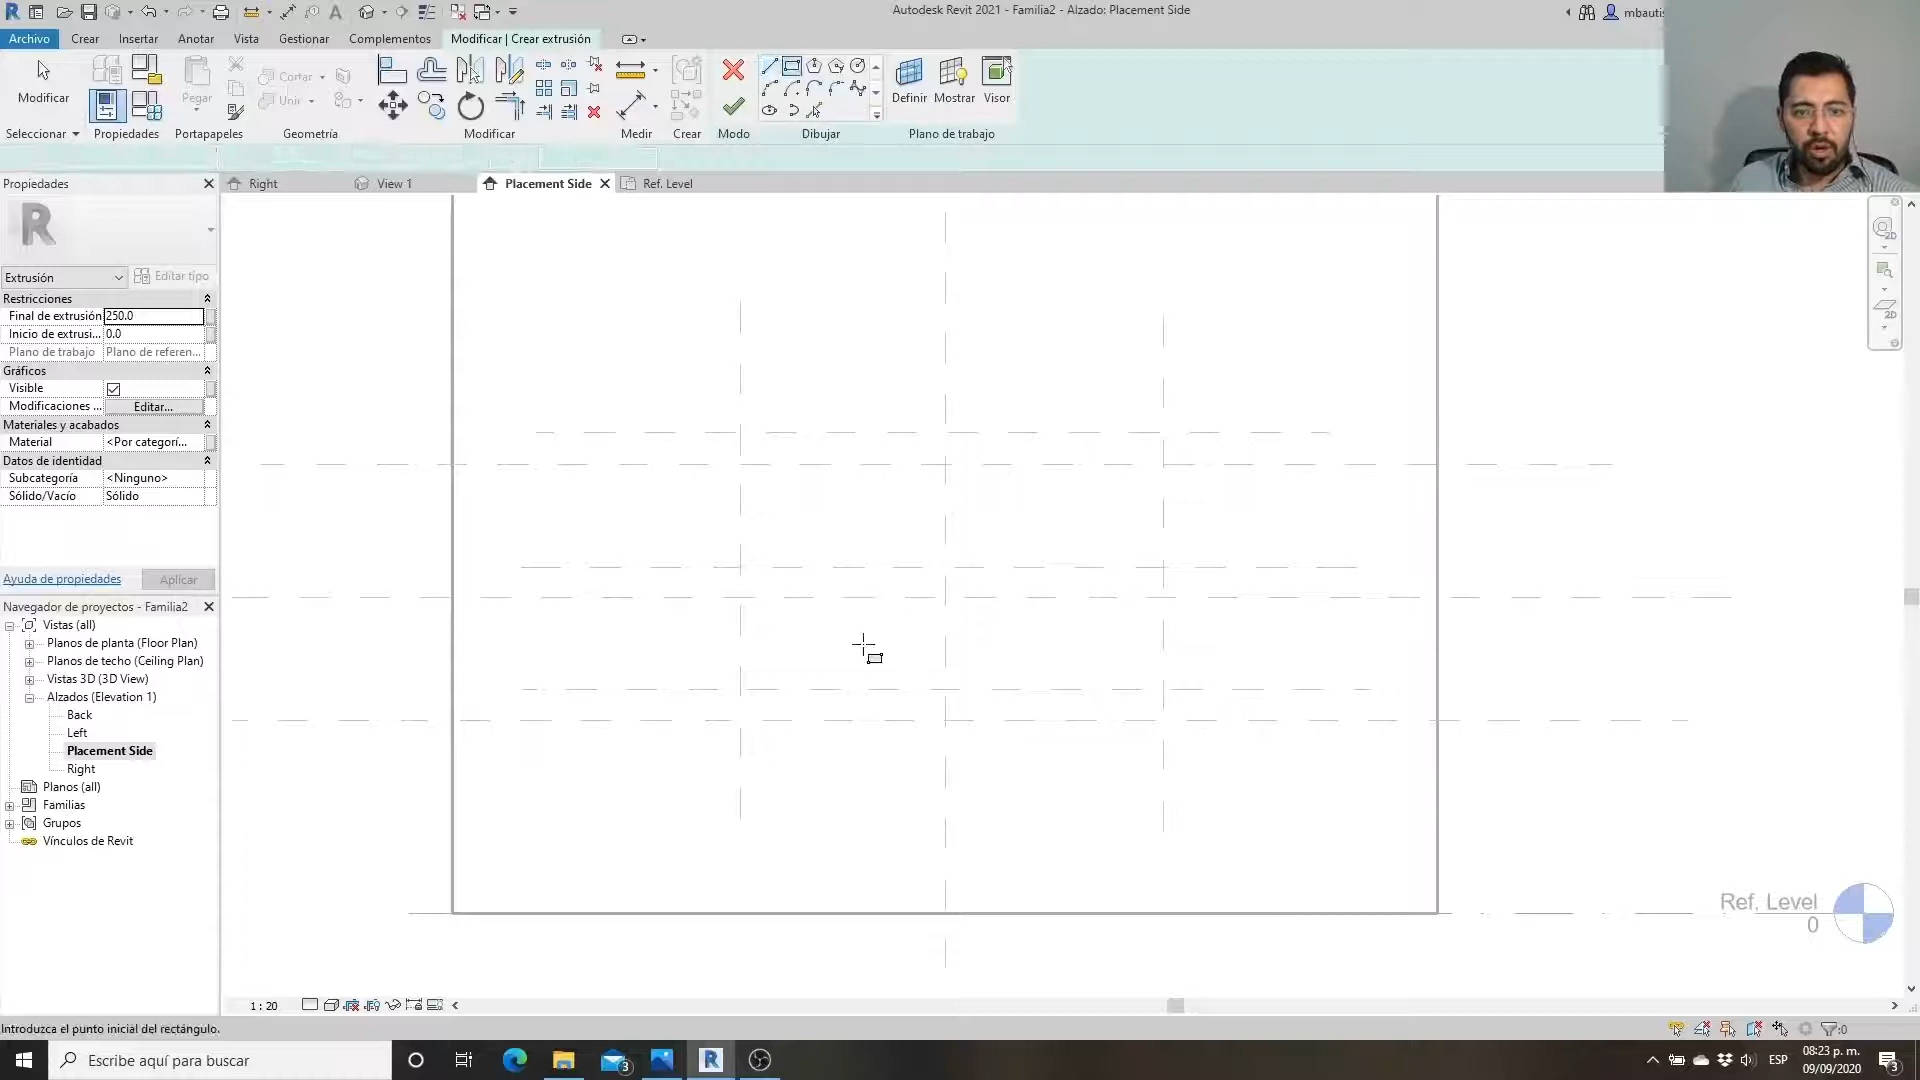 Autodesk Revit 2021 - Familia2 - Alzado: Placement Side
mbautis
Archivo Crear Insertar Anotar Vista Gestionar Complementos Modificar | Crear extrusión
Modificar
Pegar
Cortar
Unir
Definir Mostrar Visor
Seleccionar Propiedades Portapapeles Geometría Modificar Medir Crear Modo Dibujar Plano de trabajo
Propiedades
Right View 1 Placement Side Ref. Level
Extrusión Editar tipo
Restricciones
Final de extrusión 250.0
Inicio de extrusi... 0.0
Plano de trabajo Plano de referen...
Gráficos
Visible
Modificaciones ... Editar...
Materiales y acabados
Material <Por categorí...
Datos de identidad
Subcategoría <Ninguno>
Sólido/Vacío Sólido
Ayuda de propiedades Aplicar
Navegador de proyectos - Familia2
Vistas (all)
Planos de planta (Floor Plan)
Planos de techo (Ceiling Plan)
Vistas 3D (3D View)
Alzados (Elevation 1)
Back
Left
Placement Side
Right
Planos (all)
Familias
Grupos
Vínculos de Revit
2D
2D
Ref. Level
0
1 : 20
Introduzca el punto inicial del rectángulo.
:0
Escribe aquí para buscar
3
ESP
08:23 p. m.
09/09/2020
3